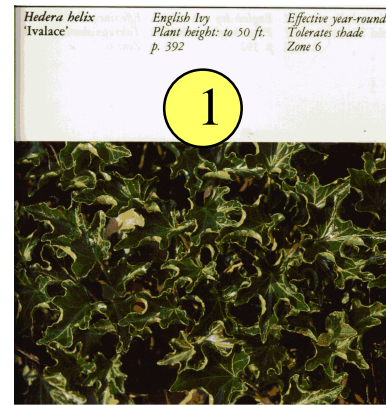 Hedera helix
'Ivalace'
English Ivy
Plant height: to 50 ft.
p. 392
Effective year-round
Tolerates shade
Zone 6
1